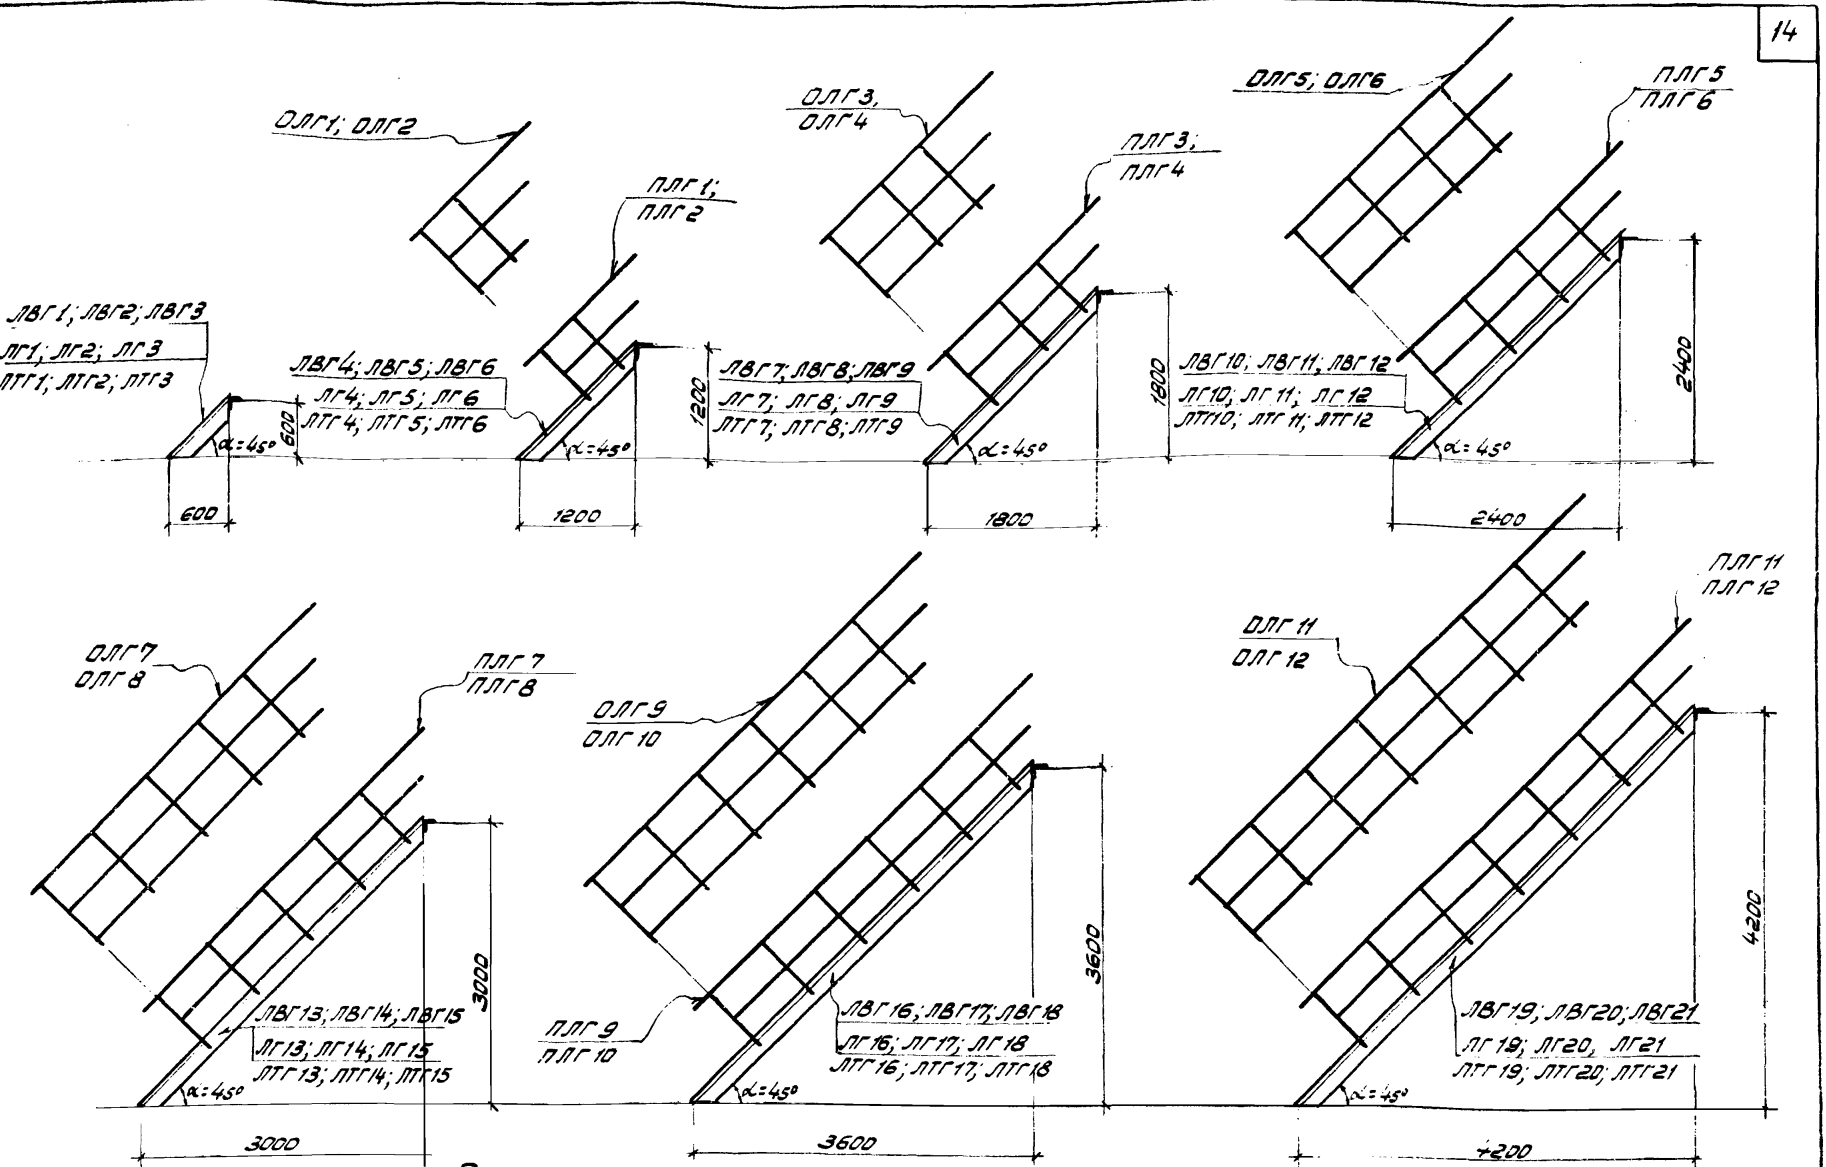 14
ОЛГ1; ОЛГ2
ПЛГ1;
ПЛГ2
ЛВГ1; ЛВГ2; ЛВГ3
ЛГ1; ЛГ2; ЛГ3
ЛТГ1; ЛТГ2; ЛТГ3
600
α=45°
600
ЛВГ4; ЛВГ5; ЛВГ6
ЛГ4; ЛГ5; ЛГ6
ЛТГ4; ЛТГ5; ЛТГ6
1200
α=45°
1200
ОЛГ3,
ОЛГ4
ПЛГ3;
ПЛГ4
ЛВГ7; ЛВГ8; ЛВГ9
ЛГ7; ЛГ8; ЛГ9
ЛТГ7; ЛТГ8; ЛТГ9
1800
α=45°
1800
ОЛГ5; ОЛГ6
ПЛГ5
ПЛГ6
ЛВГ10; ЛВГ11; ЛВГ12
ЛГ10; ЛГ11; ЛГ12
ЛТГ10; ЛТГ11; ЛТГ12
2400
α=45°
2400
ОЛГ7
ОЛГ8
ПЛГ7
ПЛГ8
ЛВГ13; ЛВГ14; ЛВГ15
ЛГ13; ЛГ14; ЛГ15
ЛТГ13; ЛТГ14; ЛТГ15
3000
α=45°
3000
ОЛГ9
ОЛГ10
ПЛГ9
ПЛГ10
ЛВГ16; ЛВГ17; ЛВГ18
ЛГ16; ЛГ17; ЛГ18
ЛТГ16; ЛТГ17; ЛТГ18
3600
α=45°
3600
ОЛГ11
ОЛГ12
ПЛГ11
ПЛГ12
ЛВГ19; ЛВГ20; ЛВГ21
ЛГ19; ЛГ20, ЛГ21
ЛТГ19; ЛТГ20; ЛТГ21
4200
α=45°
4200